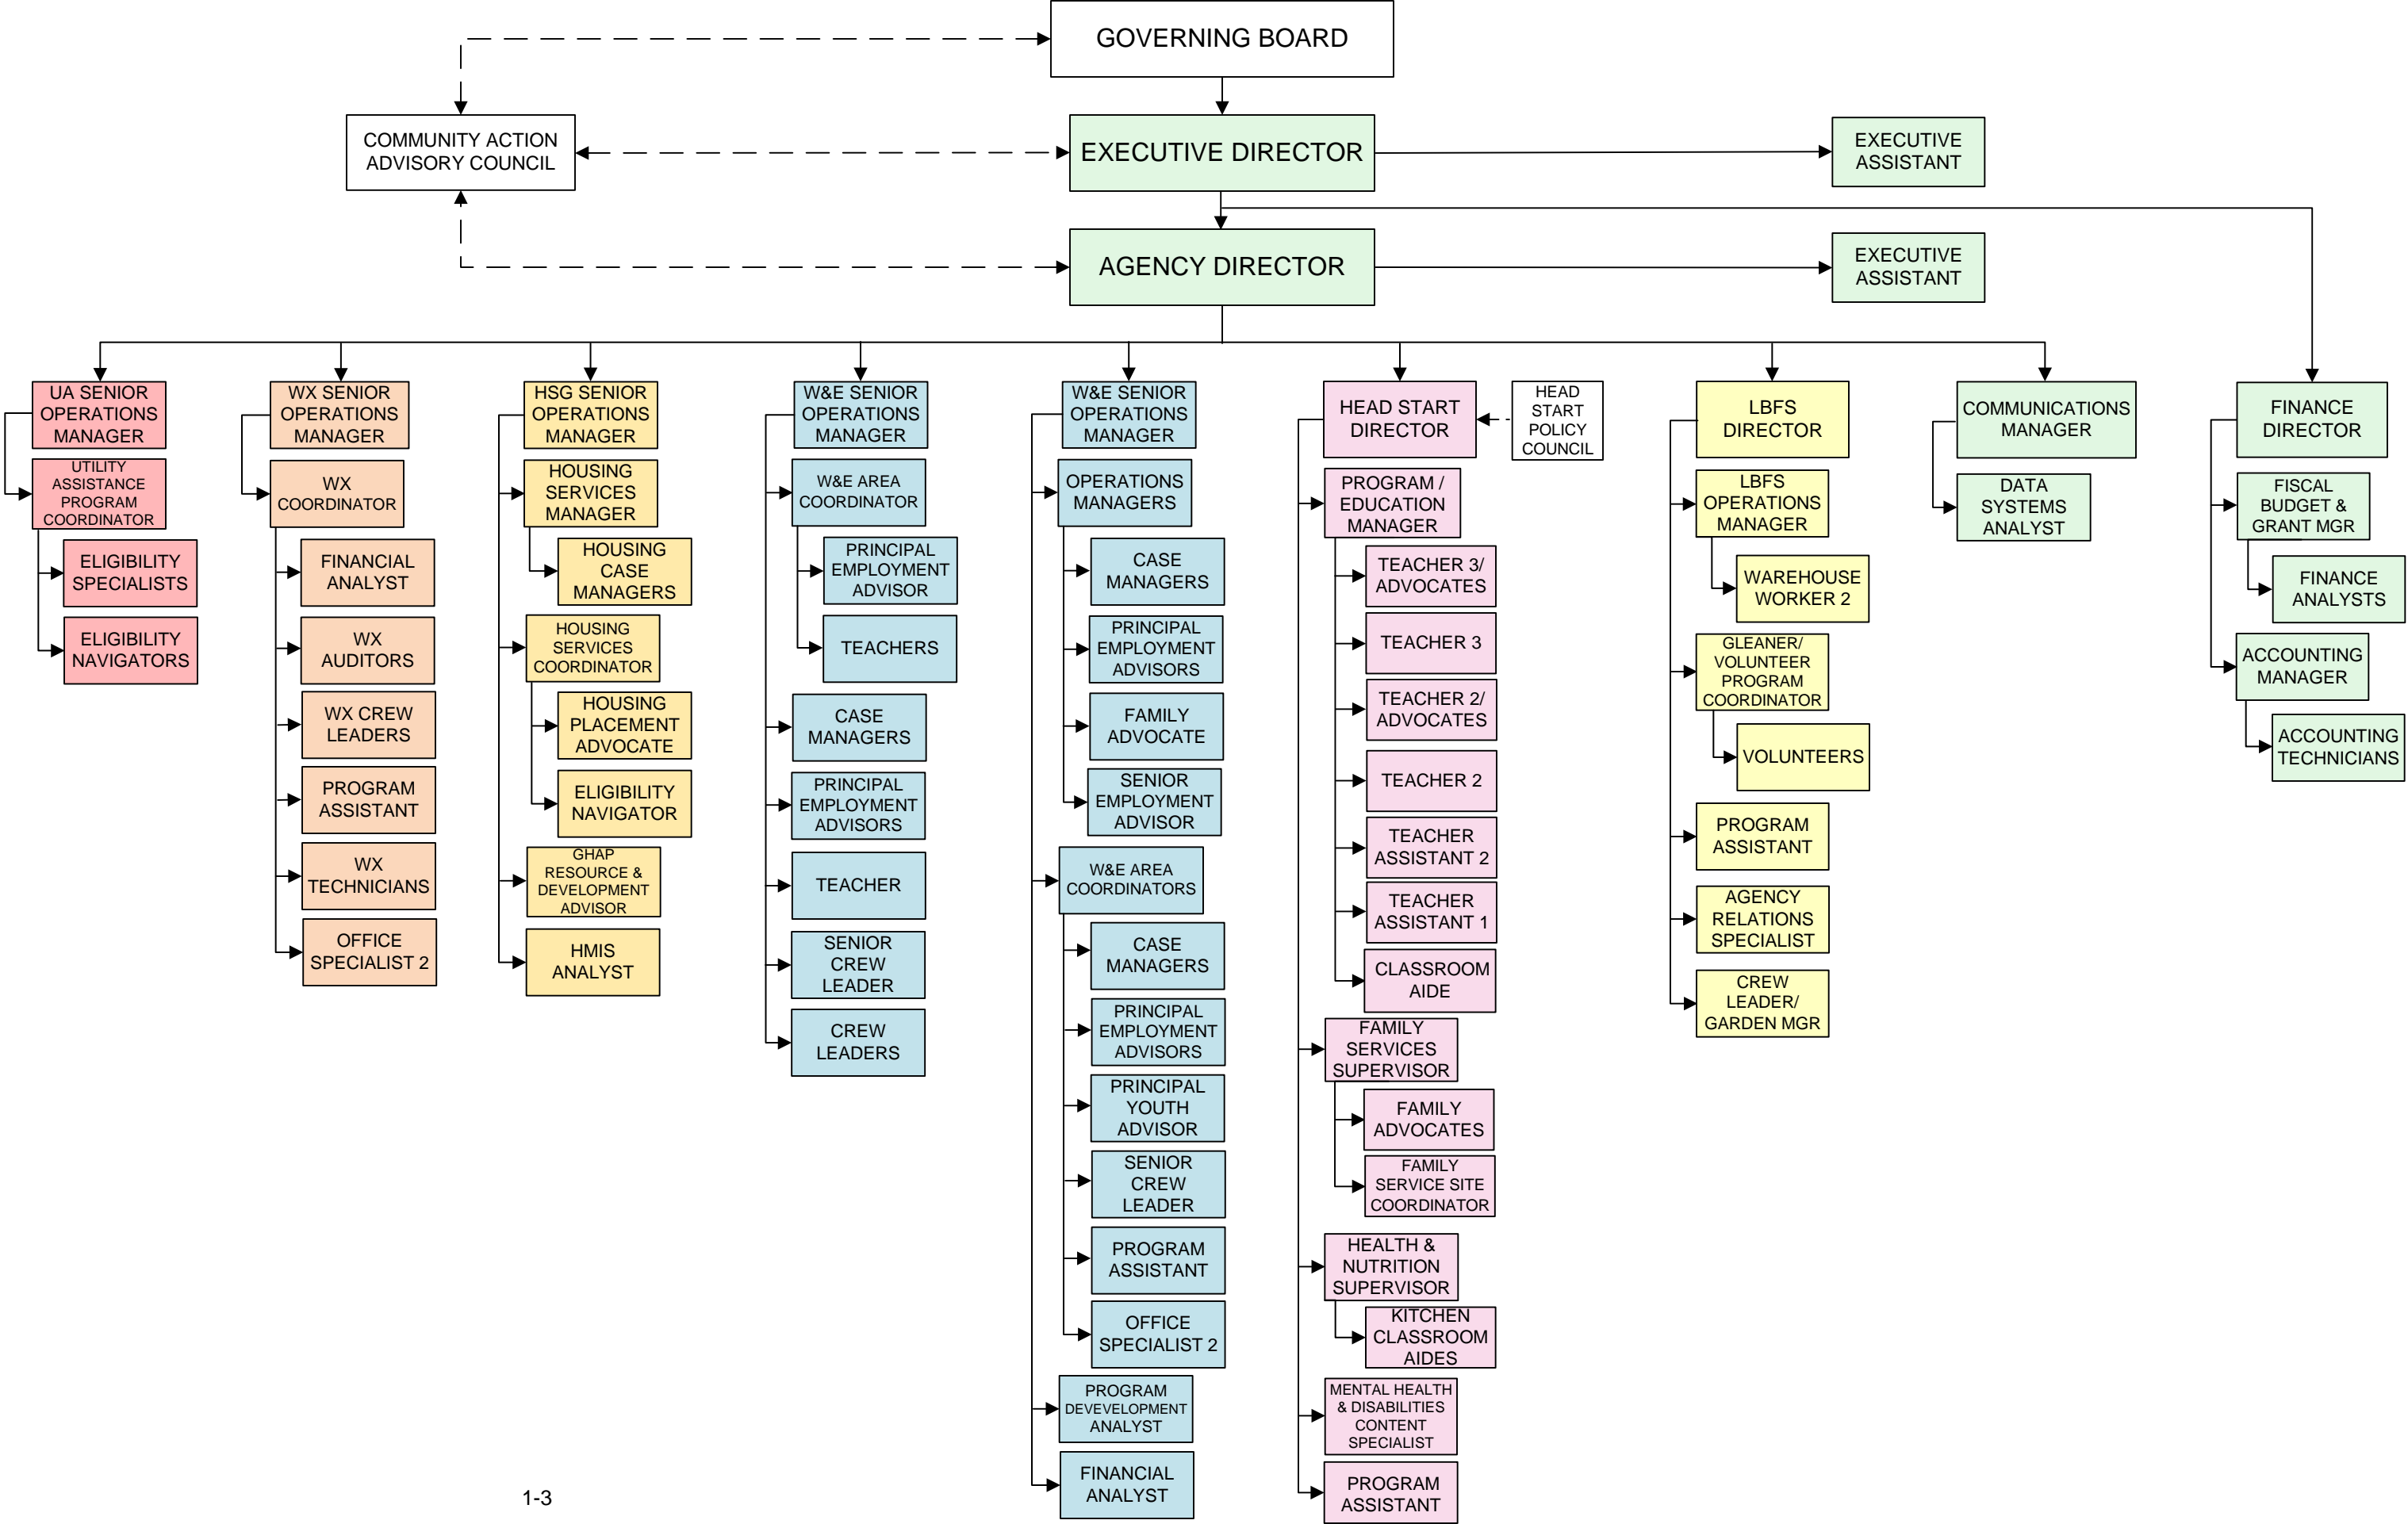 GOVERNING BOARD
COMMUNITY ACTION
ADVISORY COUNCIL
EXECUTIVE DIRECTOR
EXECUTIVE
ASSISTANT
AGENCY DIRECTOR
EXECUTIVE
ASSISTANT
UA SENIOR
OPERATIONS
MANAGER
UTILITY
ASSISTANCE
PROGRAM
COORDINATOR
ELIGIBILITY
SPECIALISTS
ELIGIBILITY
NAVIGATORS
WX SENIOR
OPERATIONS
MANAGER
WX
COORDINATOR
FINANCIAL
ANALYST
WX
AUDITORS
WX CREW
LEADERS
PROGRAM
ASSISTANT
WX
TECHNICIANS
OFFICE
SPECIALIST 2
HSG SENIOR
OPERATIONS
MANAGER
HOUSING
SERVICES
MANAGER
HOUSING
CASE
MANAGERS
HOUSING
SERVICES
COORDINATOR
HOUSING
PLACEMENT
ADVOCATE
ELIGIBILITY
NAVIGATOR
GHAP
RESOURCE &
DEVELOPMENT
ADVISOR
HMIS
ANALYST
W&E SENIOR
OPERATIONS
MANAGER
W&E AREA
COORDINATOR
PRINCIPAL
EMPLOYMENT
ADVISOR
TEACHERS
CASE
MANAGERS
PRINCIPAL
EMPLOYMENT
ADVISORS
TEACHER
SENIOR
CREW
LEADER
CREW
LEADERS
W&E SENIOR
OPERATIONS
MANAGER
OPERATIONS
MANAGERS
CASE
MANAGERS
PRINCIPAL
EMPLOYMENT
ADVISORS
FAMILY
ADVOCATE
SENIOR
EMPLOYMENT
ADVISOR
W&E AREA
COORDINATORS
CASE
MANAGERS
PRINCIPAL
EMPLOYMENT
ADVISORS
PRINCIPAL
YOUTH
ADVISOR
SENIOR
CREW
LEADER
PROGRAM
ASSISTANT
OFFICE
SPECIALIST 2
PROGRAM
DEVEVELOPMENT
ANALYST
FINANCIAL
ANALYST
HEAD START
DIRECTOR
HEAD
START
POLICY
COUNCIL
PROGRAM /
EDUCATION
MANAGER
TEACHER 3/
ADVOCATES
TEACHER 3
TEACHER 2/
ADVOCATES
TEACHER 2
TEACHER
ASSISTANT 2
TEACHER
ASSISTANT 1
CLASSROOM
AIDE
FAMILY
SERVICES
SUPERVISOR
FAMILY
ADVOCATES
FAMILY
SERVICE SITE
COORDINATOR
HEALTH &
NUTRITION
SUPERVISOR
KITCHEN
CLASSROOM
AIDES
MENTAL HEALTH
& DISABILITIES
CONTENT
SPECIALIST
PROGRAM
ASSISTANT
LBFS
DIRECTOR
LBFS
OPERATIONS
MANAGER
WAREHOUSE
WORKER 2
GLEANER/
VOLUNTEER
PROGRAM
COORDINATOR
VOLUNTEERS
PROGRAM
ASSISTANT
AGENCY
RELATIONS
SPECIALIST
CREW
LEADER/
GARDEN MGR
COMMUNICATIONS
MANAGER
DATA
SYSTEMS
ANALYST
FINANCE
DIRECTOR
FISCAL
BUDGET &
GRANT MGR
FINANCE
ANALYSTS
ACCOUNTING
MANAGER
ACCOUNTING
TECHNICIANS
1-3